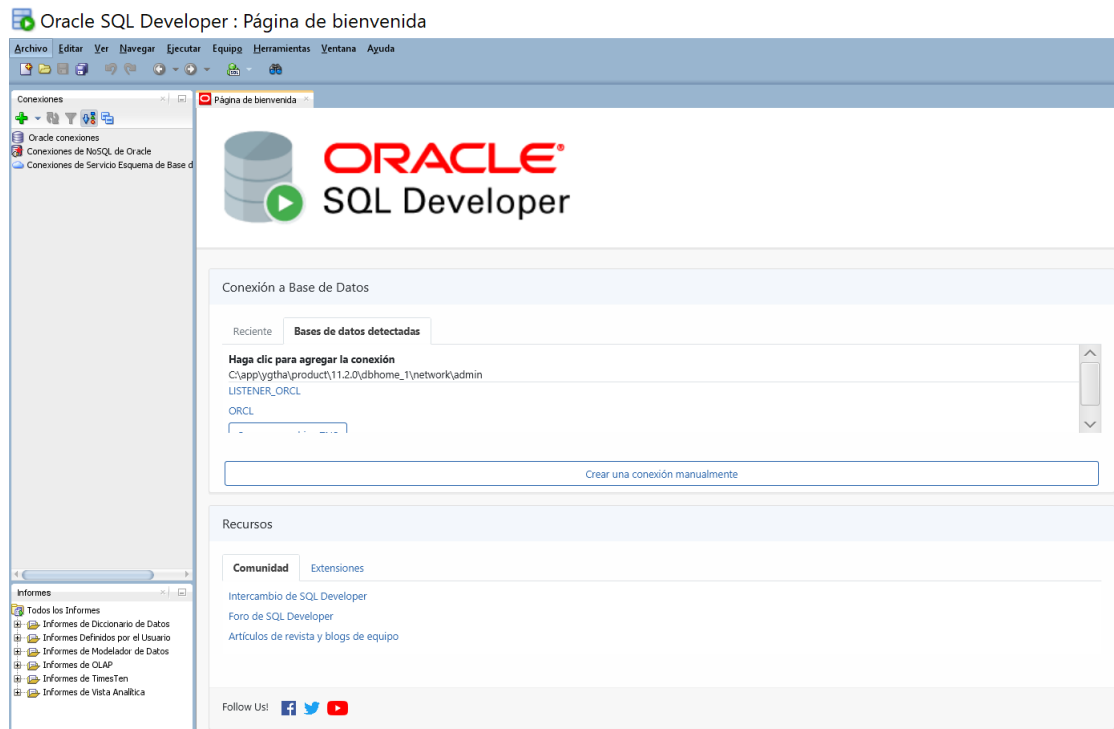 Oracle SQL Developer : Página de bienvenida
Archivo Editar Ver Navegar Ejecutar Equipo Herramientas Ventana Ayuda
Conexiones
Página de bienvenida
Oracle conexiones
Conexiones de NoSQL de Oracle
Conexiones de Servicio Esquema de Base d
ORACLE®
SQL Developer
Conexión a Base de Datos
Reciente Bases de datos detectadas
Haga clic para agregar la conexión
C:\app\ygtha\product\11.2.0\dbhome_1\network\admin
LISTENER_ORCL
ORCL
Crear una conexión manualmente
Recursos
Comunidad Extensiones
Intercambio de SQL Developer
Foro de SQL Developer
Artículos de revista y blogs de equipo
Informes
Todos los Informes
Informes de Diccionario de Datos
Informes Definidos por el Usuario
Informes de Modelador de Datos
Informes de OLAP
Informes de TimesTen
Informes de Vista Analítica
Follow Us!